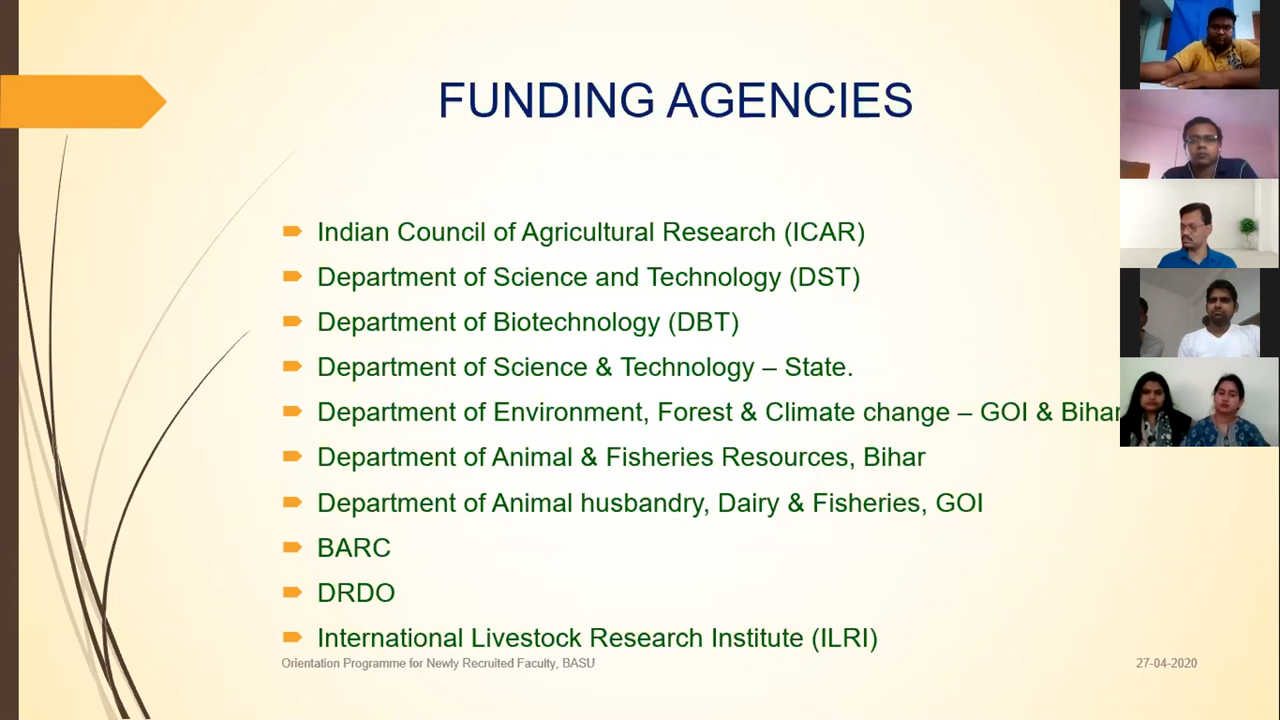 FUNDING AGENCIES
Indian Council of Agricultural Research (ICAR)
Department of Science and Technology (DST)
Department of Biotechnology (DBT)
Department of Science & Technology – State.
Department of Environment, Forest & Climate change – GOI & Bihar
Department of Animal & Fisheries Resources, Bihar
Department of Animal husbandry, Dairy & Fisheries, GOI
BARC
DRDO
International Livestock Research Institute (ILRI)
Orientation Programme for Newly Recruited Faculty, BASU
27-04-2020